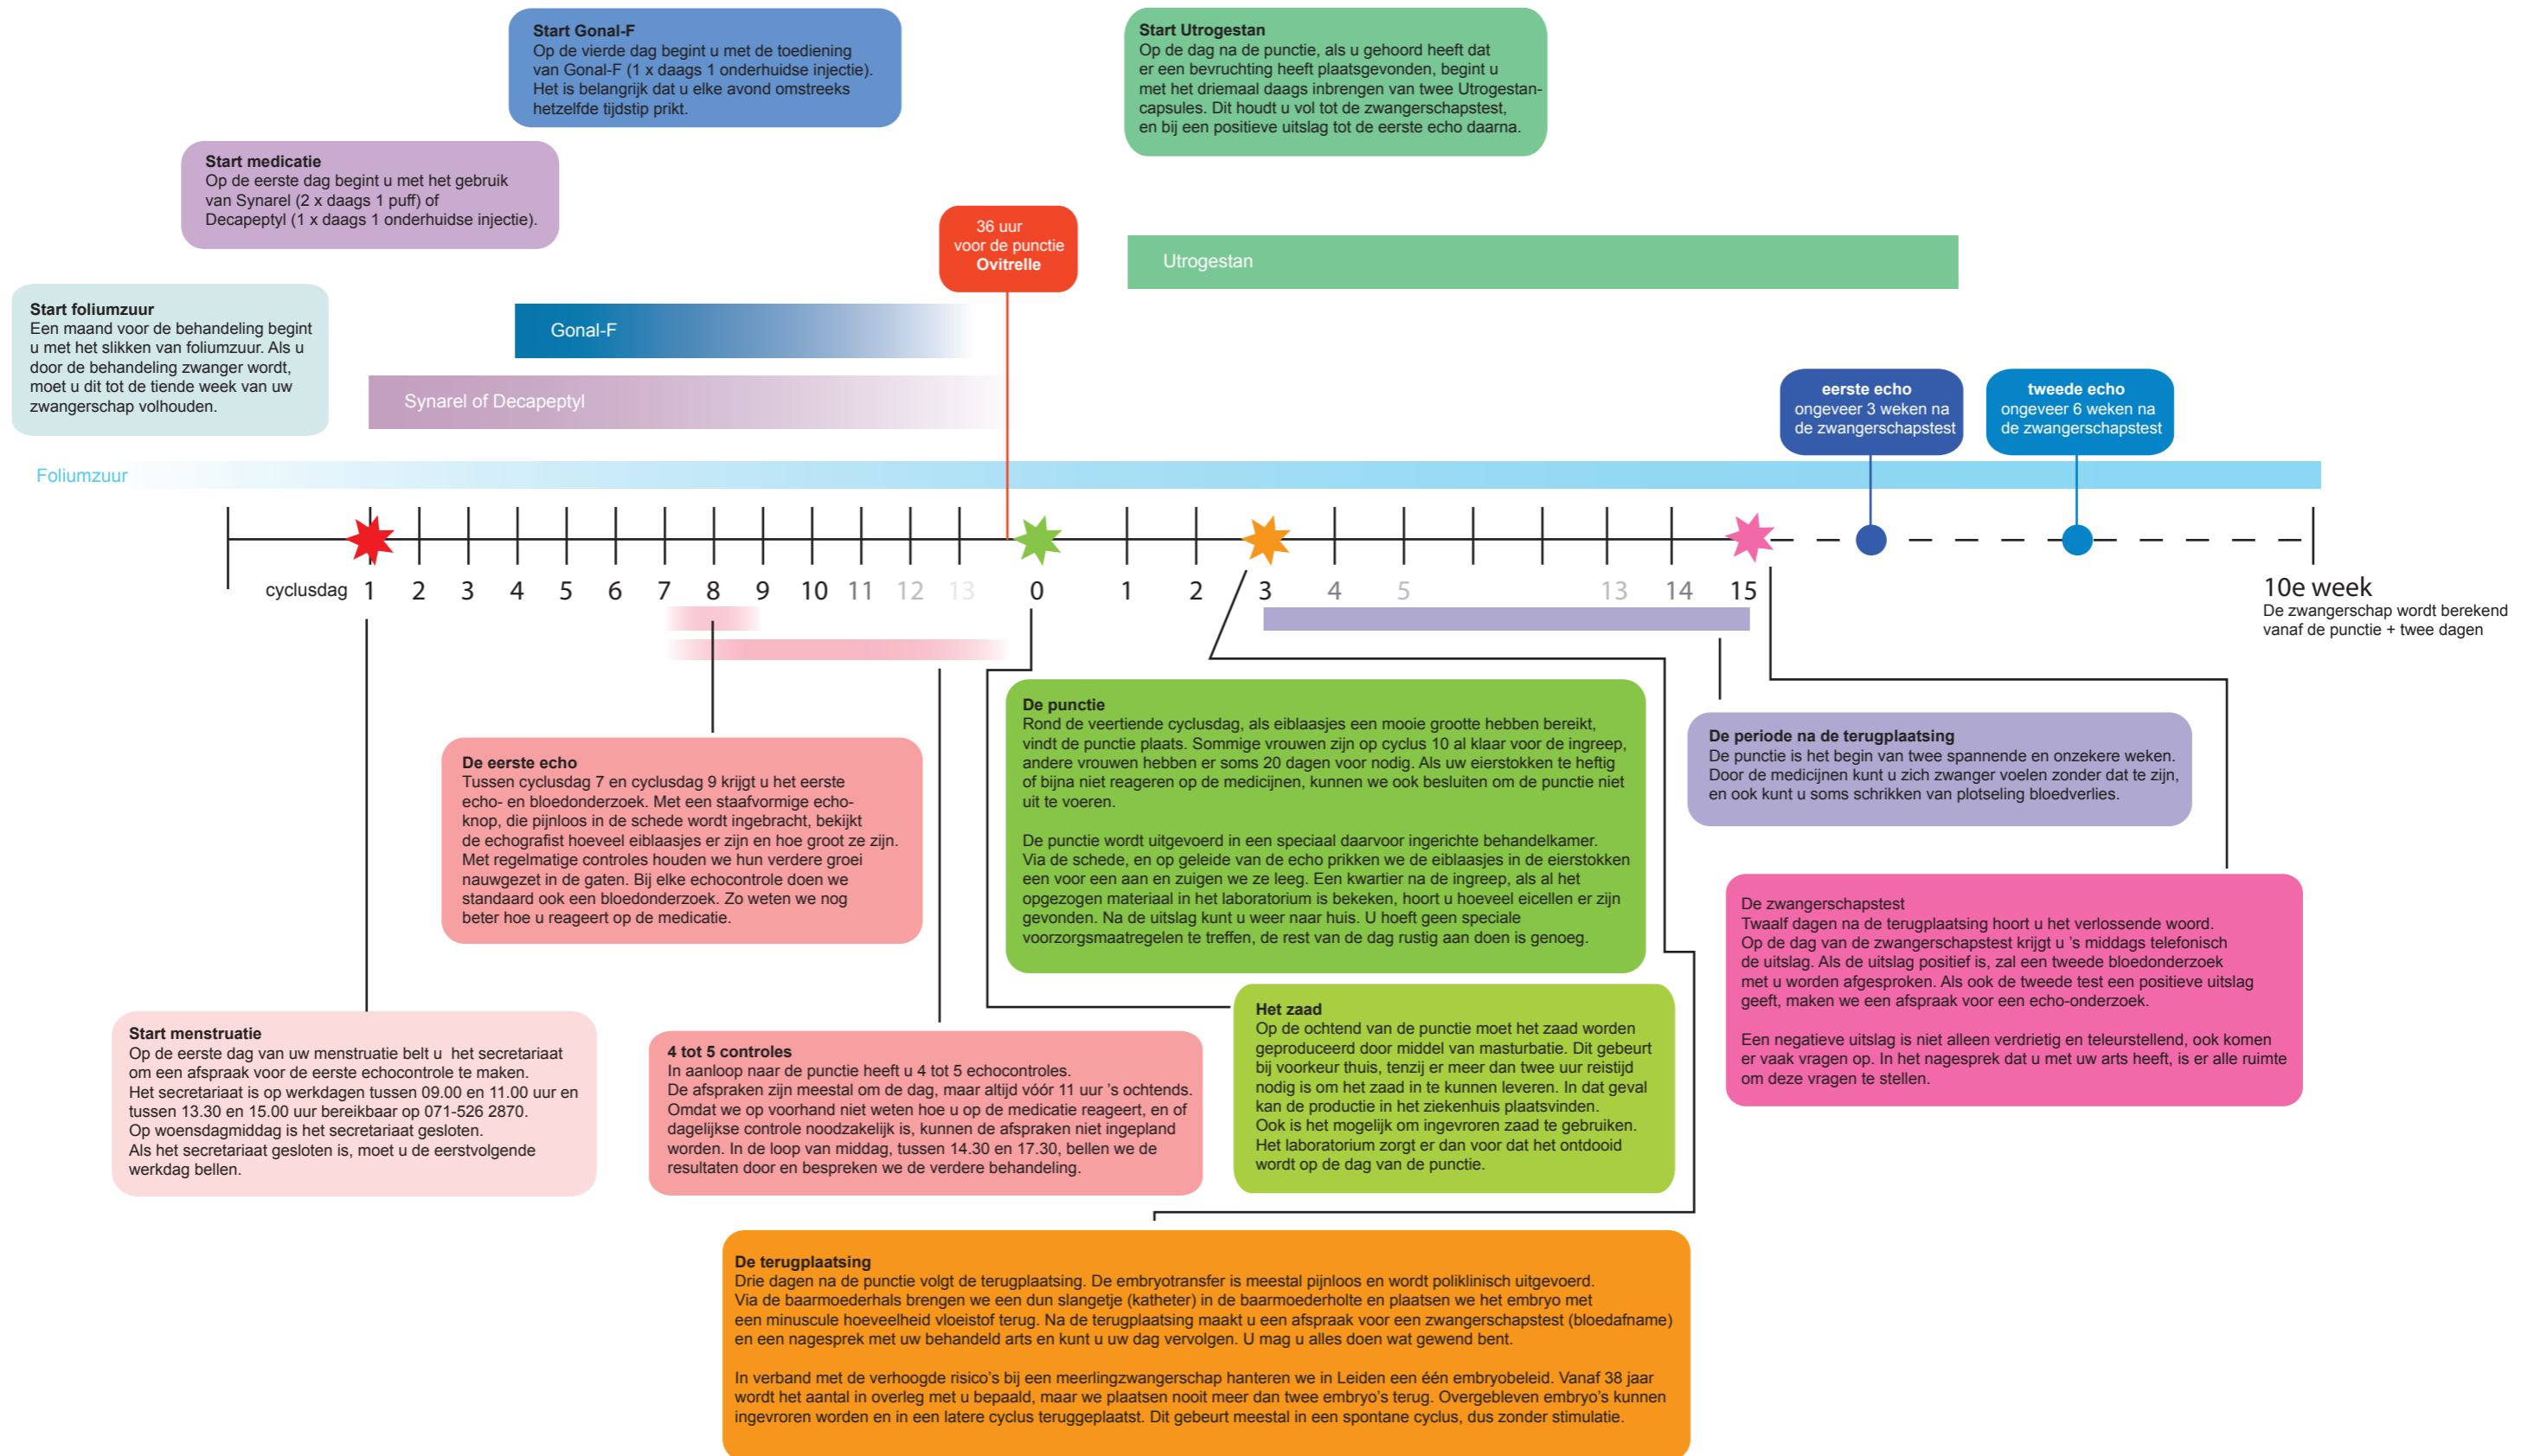 Start Gonal-F
Op de vierde dag begint u met de toediening
van Gonal-F (1 x daags 1 onderhuidse injectie).
Het is belangrijk dat u elke avond omstreeks
hetzelfde tijdstip prikt.
Start Utrogestan
Op de dag na de punctie, als u gehoord heeft dat
er een bevruchting heeft plaatsgevonden, begint u
met het driemaal daags inbrengen van twee Utrogestan-
capsules. Dit houdt u vol tot de zwangerschapstest,
en bij een positieve uitslag tot de eerste echo daarna.
Start medicatie
Op de eerste dag begint u met het gebruik
van Synarel (2 x daags 1 puff) of
Decapeptyl (1 x daags 1 onderhuidse injectie).
36 uur
voor de punctie
Ovitrelle
Utrogestan
Start foliumzuur
Een maand voor de behandeling begint
u met het slikken van foliumzuur. Als u
door de behandeling zwanger wordt,
moet u dit tot de tiende week van uw
zwangerschap volhouden.
Gonal-F
Synarel of Decapeptyl
eerste echo
ongeveer 3 weken na
de zwangerschapstest
tweede echo
ongeveer 6 weken na
de zwangerschapstest
Foliumzuur
cyclusdag 1 2 3 4 5 6 7 8 9 10 11 12 13 0 1 2 3 4 5 13 14 15
10e week
De zwangerschap wordt berekend
vanaf de punctie + twee dagen
De punctie
Rond de veertiende cyclusdag, als eiblaasjes een mooie grootte hebben bereikt,
vindt de punctie plaats. Sommige vrouwen zijn op cyclus 10 al klaar voor de ingreep,
andere vrouwen hebben er soms 20 dagen voor nodig. Als uw eierstokken te heftig
of bijna niet reageren op de medicijnen, kunnen we ook besluiten om de punctie niet
uit te voeren.
De punctie wordt uitgevoerd in een speciaal daarvoor ingerichte behandelkamer.
Via de schede, en op geleide van de echo prikken we de eiblaasjes in de eierstokken
een voor een aan en zuigen we ze leeg. Een kwartier na de ingreep, als al het
opgezogen materiaal in het laboratorium is bekeken, hoort u hoeveel eicellen er zijn
gevonden. Na de uitslag kunt u weer naar huis. U hoeft geen speciale
voorzorgsmaatregelen te treffen, de rest van de dag rustig aan doen is genoeg.
De periode na de terugplaatsing
De punctie is het begin van twee spannende en onzekere weken.
Door de medicijnen kunt u zich zwanger voelen zonder dat te zijn,
en ook kunt u soms schrikken van plotseling bloedverlies.
De eerste echo
Tussen cyclusdag 7 en cyclusdag 9 krijgt u het eerste
echo- en bloedonderzoek. Met een staafvormige echo-
knop, die pijnloos in de schede wordt ingebracht, bekijkt
de echografist hoeveel eiblaasjes er zijn en hoe groot ze zijn.
Met regelmatige controles houden we hun verdere groei
nauwgezet in de gaten. Bij elke echocontrole doen we
standaard ook een bloedonderzoek. Zo weten we nog
beter hoe u reageert op de medicatie.
De zwangerschapstest
Twaalf dagen na de terugplaatsing hoort u het verlossende woord.
Op de dag van de zwangerschapstest krijgt u 's middags telefonisch
de uitslag. Als de uitslag positief is, zal een tweede bloedonderzoek
met u worden afgesproken. Als ook de tweede test een positieve uitslag
geeft, maken we een afspraak voor een echo-onderzoek.
Een negatieve uitslag is niet alleen verdrietig en teleurstellend, ook komen
er vaak vragen op. In het nagesprek dat u met uw arts heeft, is er alle ruimte
om deze vragen te stellen.
Start menstruatie
Op de eerste dag van uw menstruatie belt u het secretariaat
om een afspraak voor de eerste echocontrole te maken.
Het secretariaat is op werkdagen tussen 09.00 en 11.00 uur en
tussen 13.30 en 15.00 uur bereikbaar op 071-526 2870.
Op woensdagmiddag is het secretariaat gesloten.
Als het secretariaat gesloten is, moet u de eerstvolgende
werkdag bellen.
4 tot 5 controles
In aanloop naar de punctie heeft u 4 tot 5 echocontroles.
De afspraken zijn meestal om de dag, maar altijd vóór 11 uur 's ochtends.
Omdat we op voorhand niet weten hoe u op de medicatie reageert, en of
dagelijkse controle noodzakelijk is, kunnen de afspraken niet ingepland
worden. In de loop van middag, tussen 14.30 en 17.30, bellen we de
resultaten door en bespreken we de verdere behandeling.
Het zaad
Op de ochtend van de punctie moet het zaad worden
geproduceerd door middel van masturbatie. Dit gebeurt
bij voorkeur thuis, tenzij er meer dan twee uur reistijd
nodig is om het zaad in te kunnen leveren. In dat geval
kan de productie in het ziekenhuis plaatsvinden.
Ook is het mogelijk om ingevroren zaad te gebruiken.
Het laboratorium zorgt er dan voor dat het ontdooid
wordt op de dag van de punctie.
De terugplaatsing
Drie dagen na de punctie volgt de terugplaatsing. De embryotransfer is meestal pijnloos en wordt poliklinisch uitgevoerd.
Via de baarmoederhals brengen we een dun slangetje (katheter) in de baarmoederholte en plaatsen we het embryo met
een minuscule hoeveelheid vloeistof terug. Na de terugplaatsing maakt u een afspraak voor een zwangerschapstest (bloedafname)
en een nagesprek met uw behandeld arts en kunt u uw dag vervolgen. U mag u alles doen wat gewend bent.
In verband met de verhoogde risico's bij een meerlingzwangerschap hanteren we in Leiden een één embryobeleid. Vanaf 38 jaar
wordt het aantal in overleg met u bepaald, maar we plaatsen nooit meer dan twee embryo's terug. Overgebleven embryo's kunnen
ingevroren worden en in een latere cyclus teruggeplaatst. Dit gebeurt meestal in een spontane cyclus, dus zonder stimulatie.